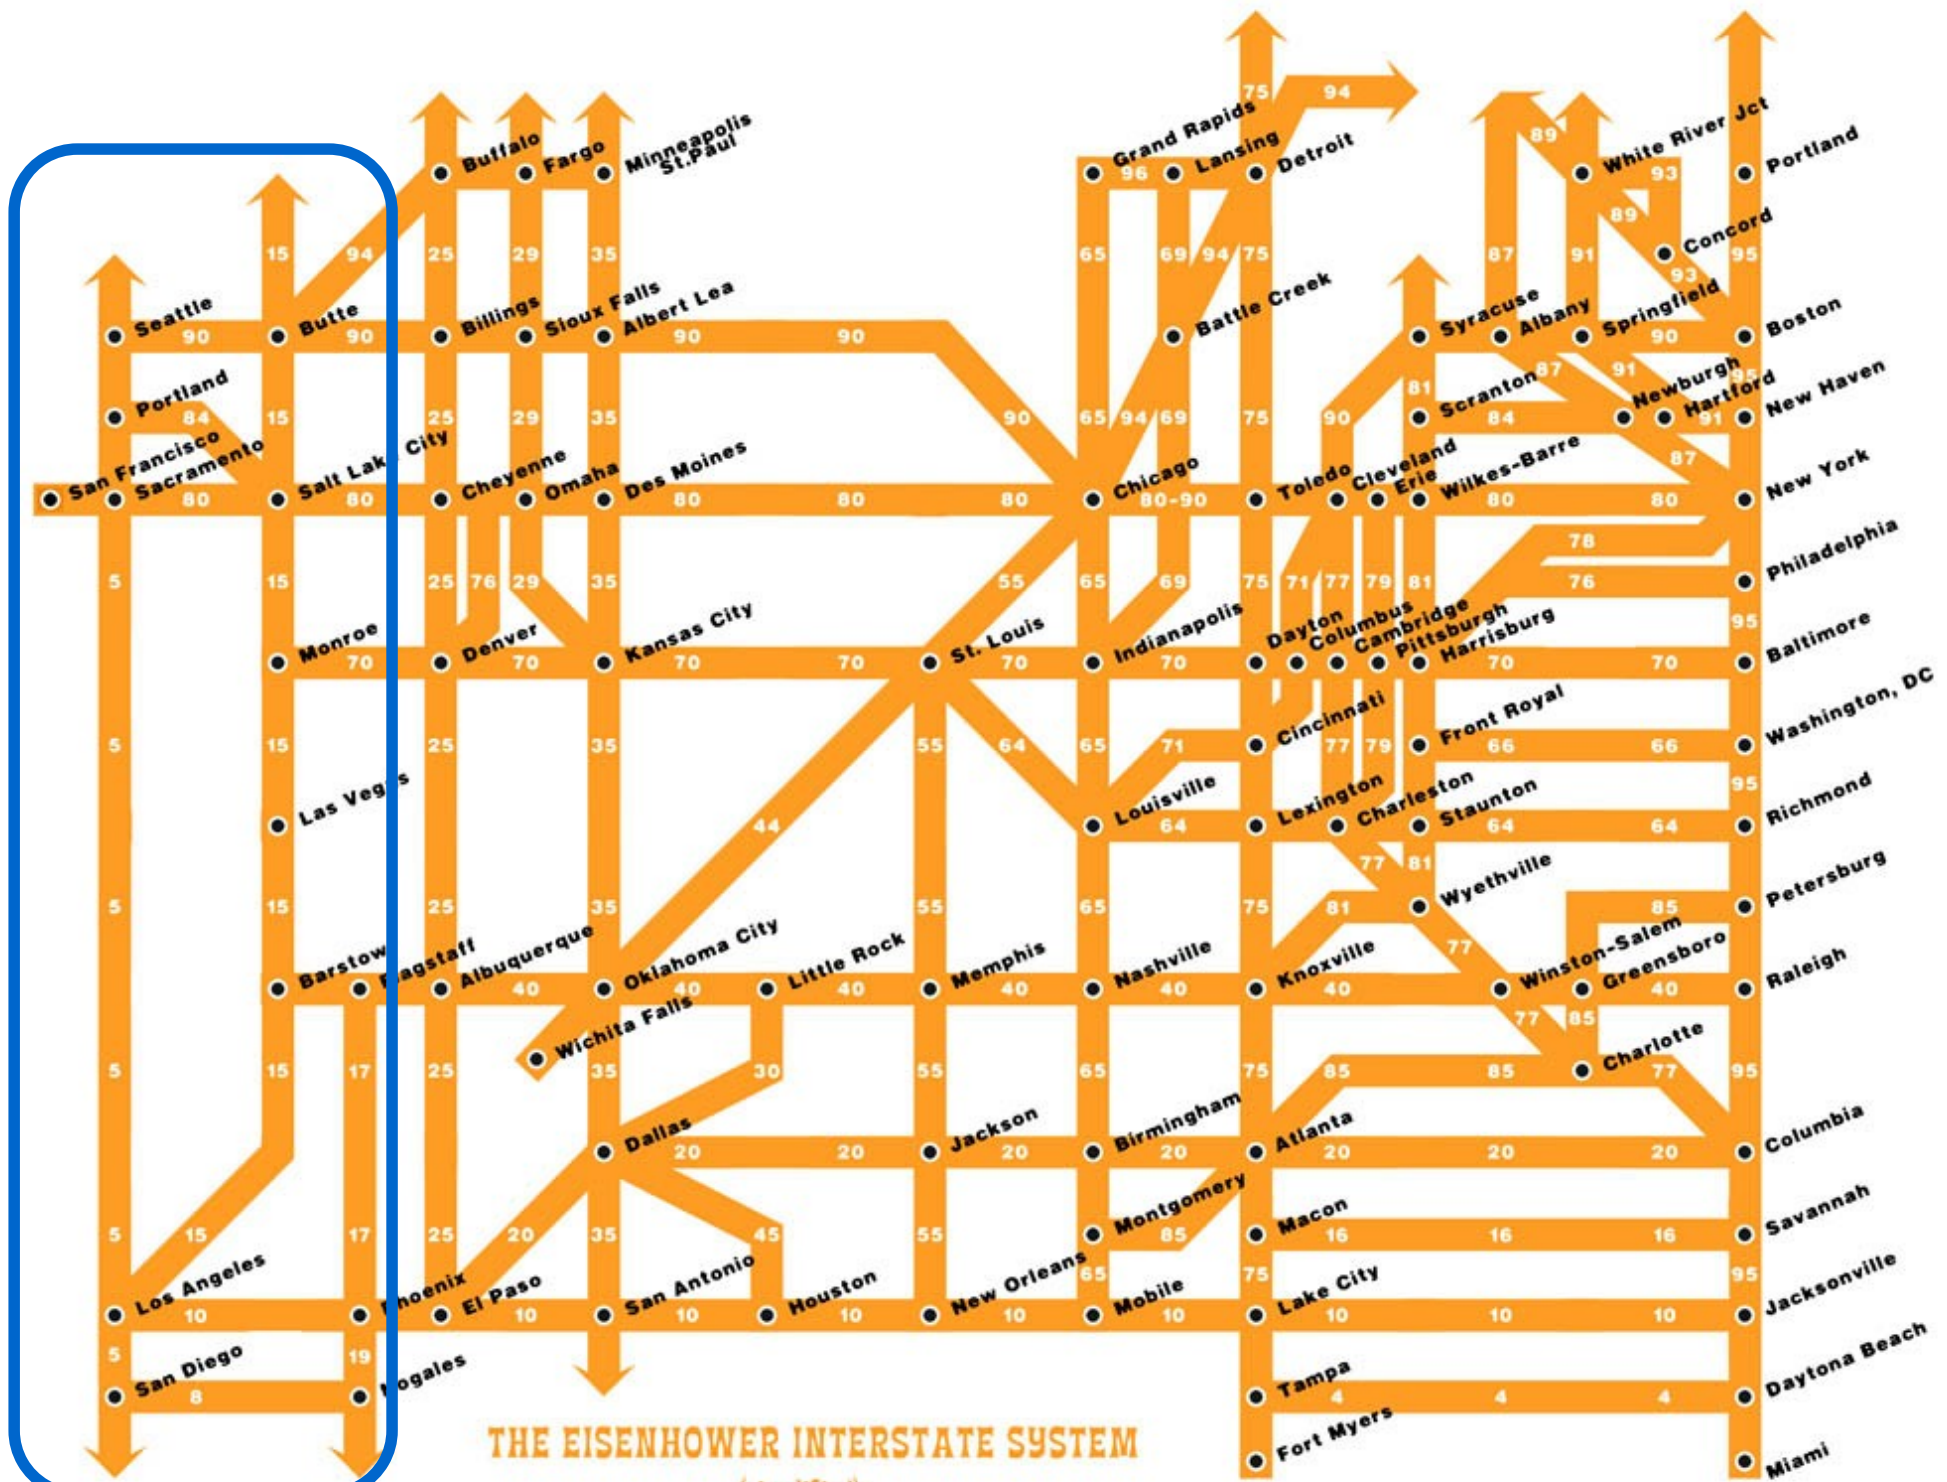 75
94
Grand Rapids
Lansing
Detroit
96
89
White River Jct
93
Portland
Buffalo
Fargo
Minneapolis
St.Paul
89
Concord
15
94
25
29
35
65
69
94
75
87
91
93
95
Seattle
Butte
Billings
Sioux Falls
Albert Lea
Battle Creek
Syracuse
Albany
Springfield
Boston
90
90
90
90
90
87
91
95
Portland
84
15
25
29
35
90
65
94
69
75
90
81
Scranton
84
Newburgh
Hartford
91
New Haven
87
San Francisco
Sacramento
Salt Lake City
Cheyenne
Omaha
Des Moines
Chicago
Toledo
Cleveland
Erie
Wilkes-Barre
New York
80
80
80
80
80
80-90
80
80
78
5
15
25
76
29
35
55
65
69
75
71
77
79
81
76
Philadelphia
95
Monroe
Denver
Kansas City
St. Louis
Indianapolis
Dayton
Columbus
Cambridge
Pittsburgh
Harrisburg
Baltimore
70
70
70
70
70
70
70
70
5
15
25
35
55
64
65
71
Cincinnati
77
79
Front Royal
66
66
Washington, DC
95
Las Vegas
44
Louisville
64
Lexington
Charleston
Staunton
64
64
Richmond
77
81
5
15
25
35
55
65
75
81
Wyethville
85
Petersburg
77
Barstow
Flagstaff
Albuquerque
40
Oklahoma City
40
Little Rock
40
Memphis
40
Nashville
40
Knoxville
40
Winston-Salem
Greensboro
40
Raleigh
Wichita Falls
77
85
5
15
17
25
35
30
55
65
75
85
85
Charlotte
77
95
Dallas
20
20
Jackson
20
Birmingham
20
Atlanta
20
20
20
Columbia
5
15
17
25
20
35
45
55
Montgomery
85
Macon
16
16
16
Savannah
65
75
95
Los Angeles
10
Phoenix
El Paso
10
San Antonio
10
Houston
10
New Orleans
10
Mobile
10
Lake City
10
10
10
Jacksonville
5
19
San Diego
8
Nogales
Tampa
4
4
4
Daytona Beach
THE EISENHOWER INTERSTATE SYSTEM
Fort Myers
Miami